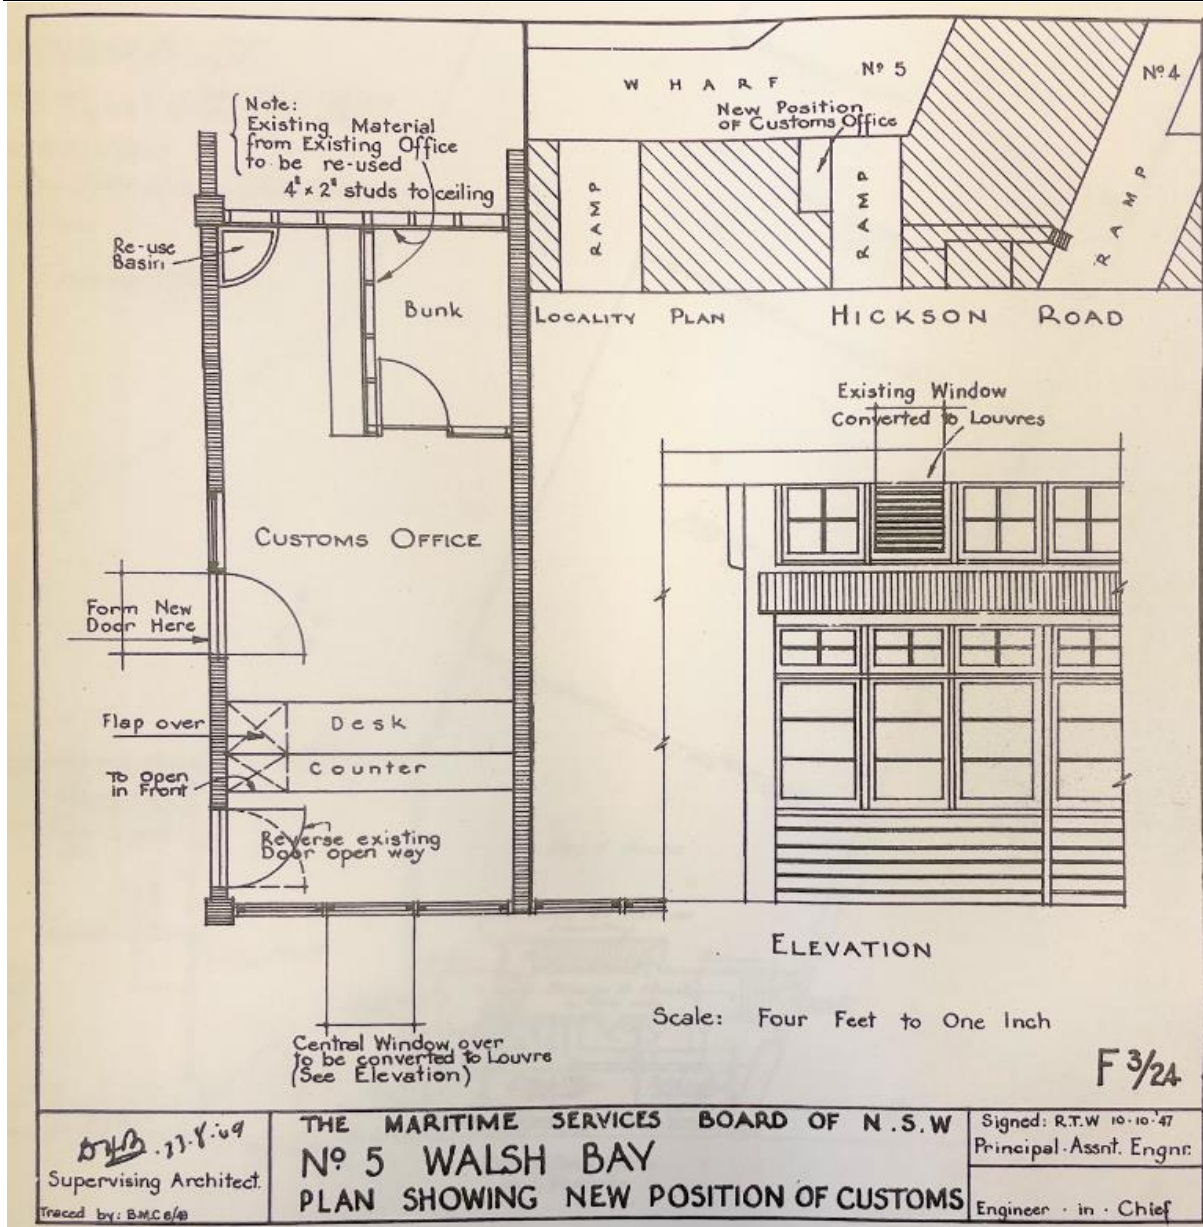 Note:
Existing Material
from Existing Office
to be re-used
4" x 2" studs to ceiling
Re-use
Basin
Bunk
WHARF
Nº 5
Nº 4
New Position
of Customs Office
RAMP
RAMP
RAMP
LOCALITY PLAN
HICKSON ROAD
Existing Window
Converted to Louvres
CUSTOMS OFFICE
Form New
Door Here
Flap over
Desk
Counter
To Open
in Front
Reverse existing
Door open way
ELEVATION
Central Window over
to be converted to Louvre
(See Elevation)
Scale: Four Feet to One Inch
F 3/24
Supervising Architect.
Traced by: B.M.C
THE MARITIME SERVICES BOARD OF N.S.W
Nº 5 WALSH BAY
PLAN SHOWING NEW POSITION OF CUSTOMS
Signed: R.T.W 10-10-'47
Principal-Assnt. Engnr.
Engineer-in-Chief